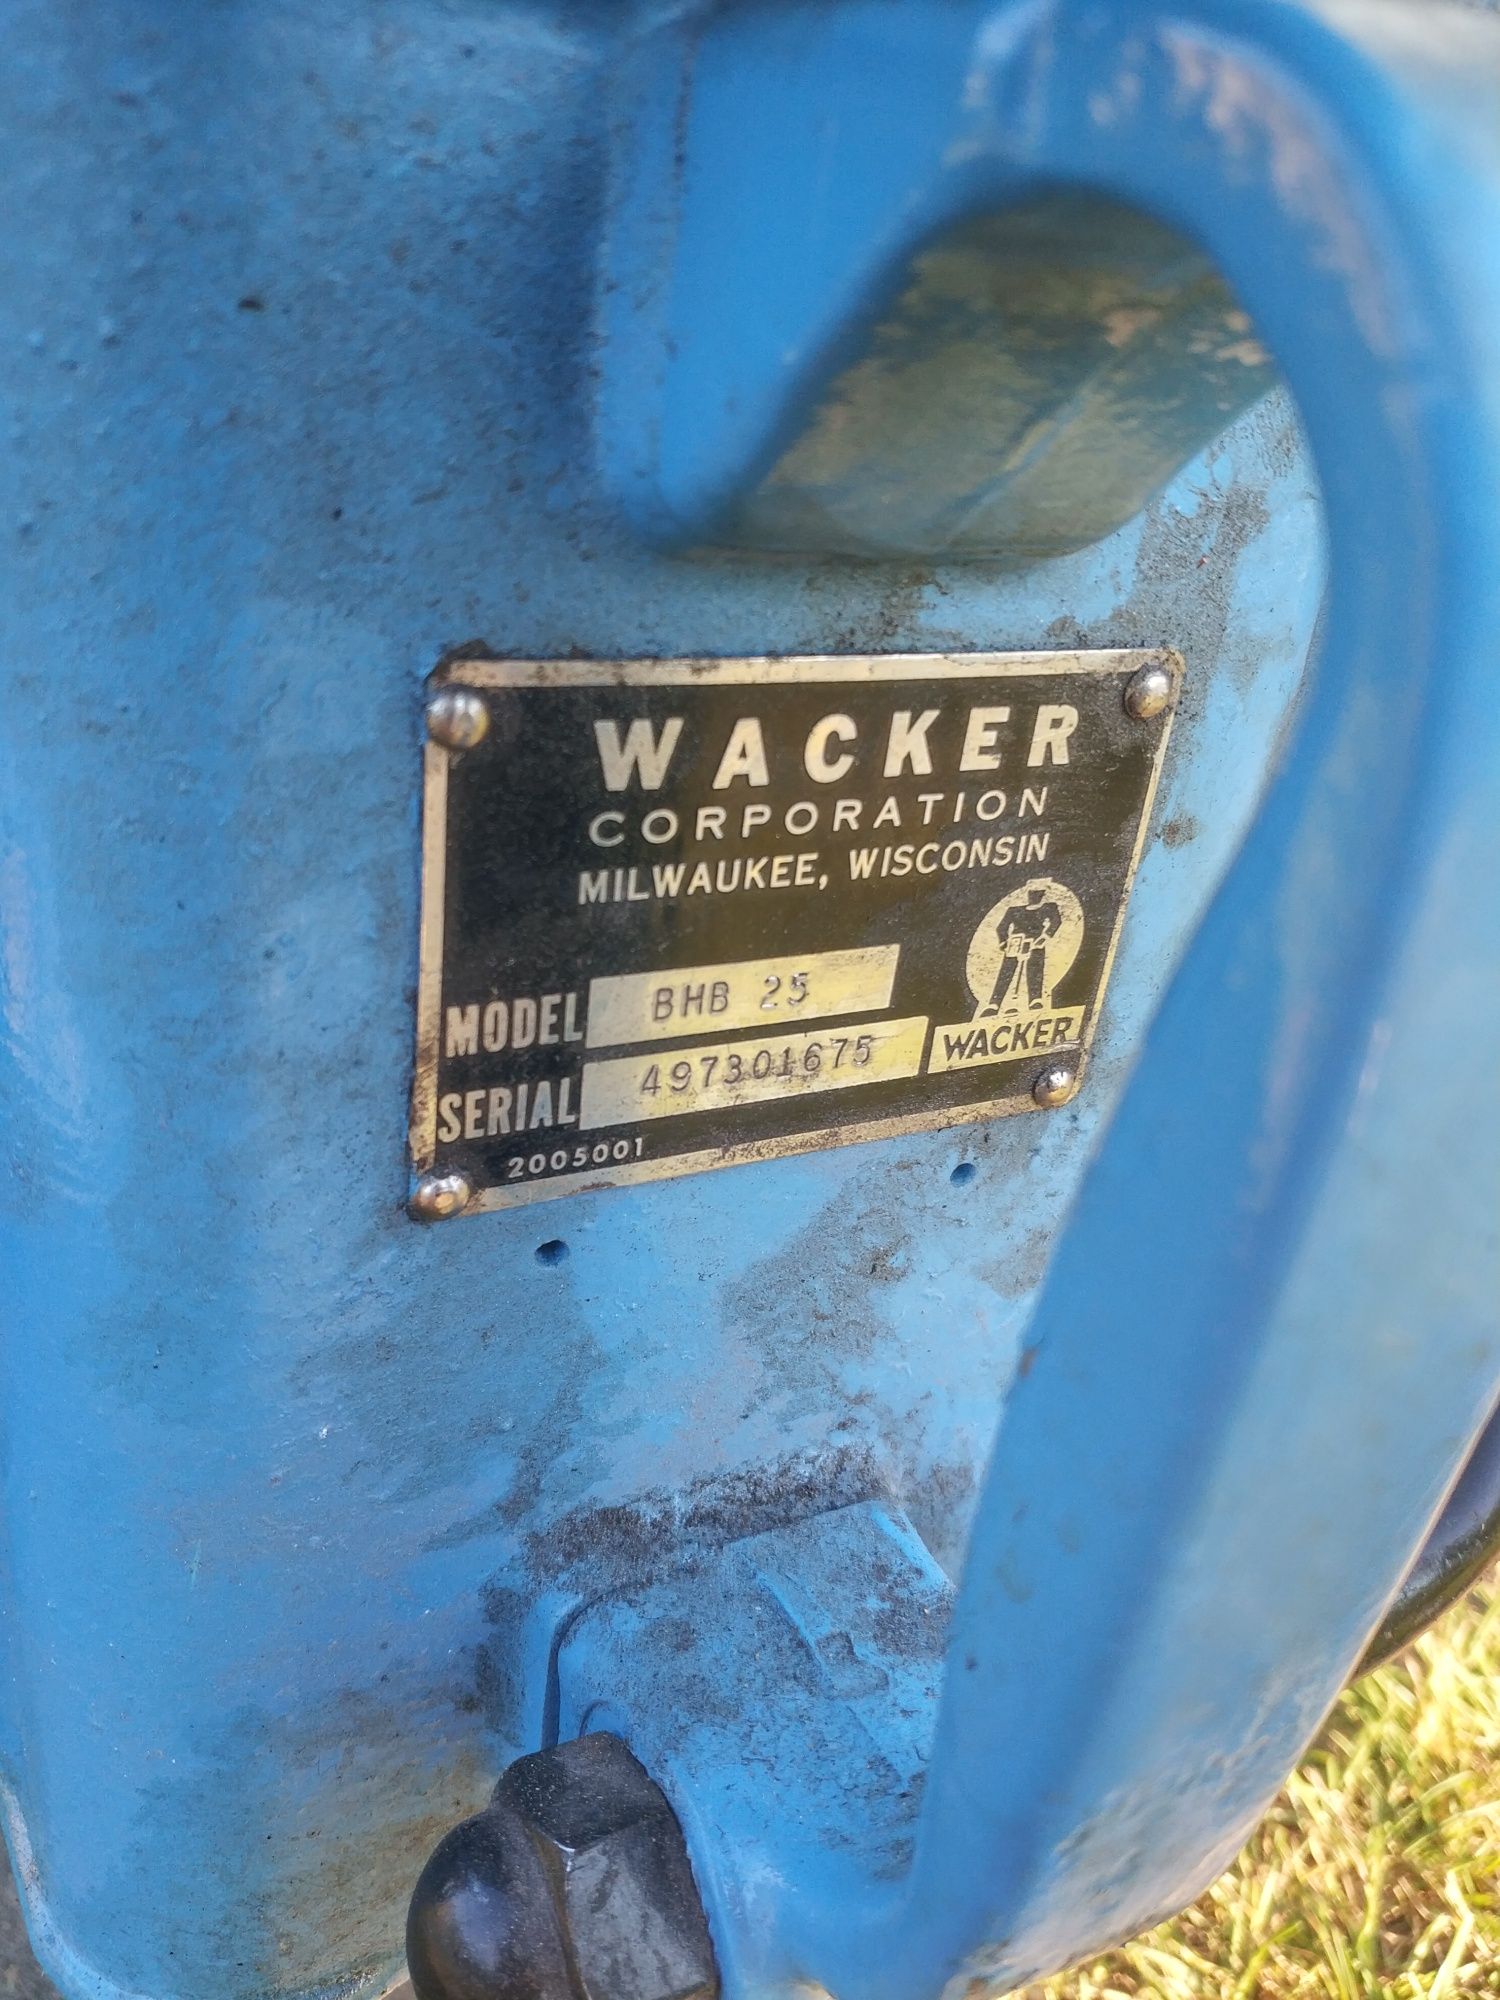 WACKER
CORPORATION
MILWAUKEE, WISCONSIN
MODEL BHB 25
SERIAL 497301675
WACKER
2005001